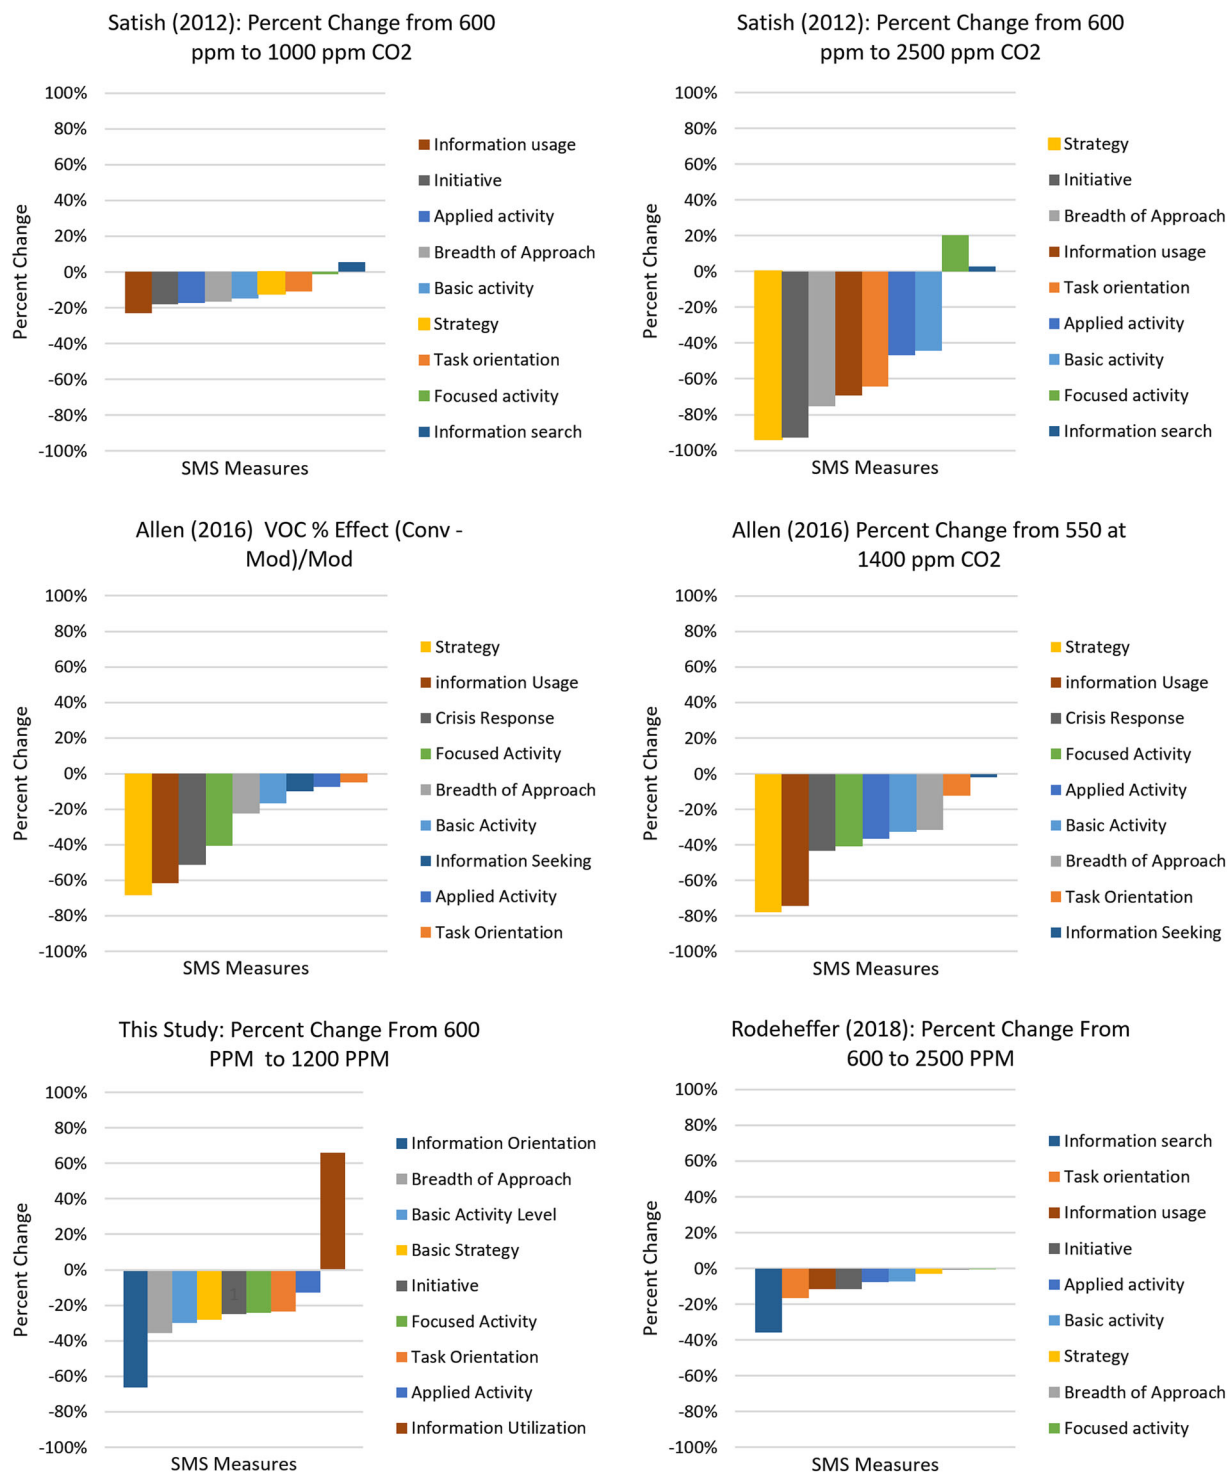 Satish (2012): Percent Change from 600
ppm to 1000 ppm CO2
100%
80%
60%
40%
20%
0%
-20%
-40%
-60%
-80%
-100%
Percent Change
SMS Measures
Information usage
Initiative
Applied activity
Breadth of Approach
Basic activity
Strategy
Task orientation
Focused activity
Information search
Satish (2012): Percent Change from 600
ppm to 2500 ppm CO2
100%
80%
60%
40%
20%
0%
-20%
-40%
-60%
-80%
-100%
Percent Change
SMS Measures
Strategy
Initiative
Breadth of Approach
Information usage
Task orientation
Applied activity
Basic activity
Focused activity
Information search
Allen (2016) VOC % Effect (Conv -
Mod)/Mod
100%
80%
60%
40%
20%
0%
-20%
-40%
-60%
-80%
-100%
Percent Change
SMS Measures
Strategy
information Usage
Crisis Response
Focused Activity
Breadth of Approach
Basic Activity
Information Seeking
Applied Activity
Task Orientation
Allen (2016) Percent Change from 550 at
1400 ppm CO2
100%
80%
60%
40%
20%
0%
-20%
-40%
-60%
-80%
-100%
Percent Change
SMS Measures
Strategy
information Usage
Crisis Response
Focused Activity
Applied Activity
Basic Activity
Breadth of Approach
Task Orientation
Information Seeking
This Study: Percent Change From 600
PPM to 1200 PPM
100%
80%
60%
40%
20%
0%
-20%
-40%
-60%
-80%
-100%
Percent Change
1
SMS Measures
Information Orientation
Breadth of Approach
Basic Activity Level
Basic Strategy
Initiative
Focused Activity
Task Orientation
Applied Activity
Information Utilization
Rodeheffer (2018): Percent Change From
600 to 2500 PPM
100%
80%
60%
40%
20%
0%
-20%
-40%
-60%
-80%
-100%
Percent Change
SMS Measures
Information search
Task orientation
Information usage
Initiative
Applied activity
Basic activity
Strategy
Breadth of Approach
Focused activity